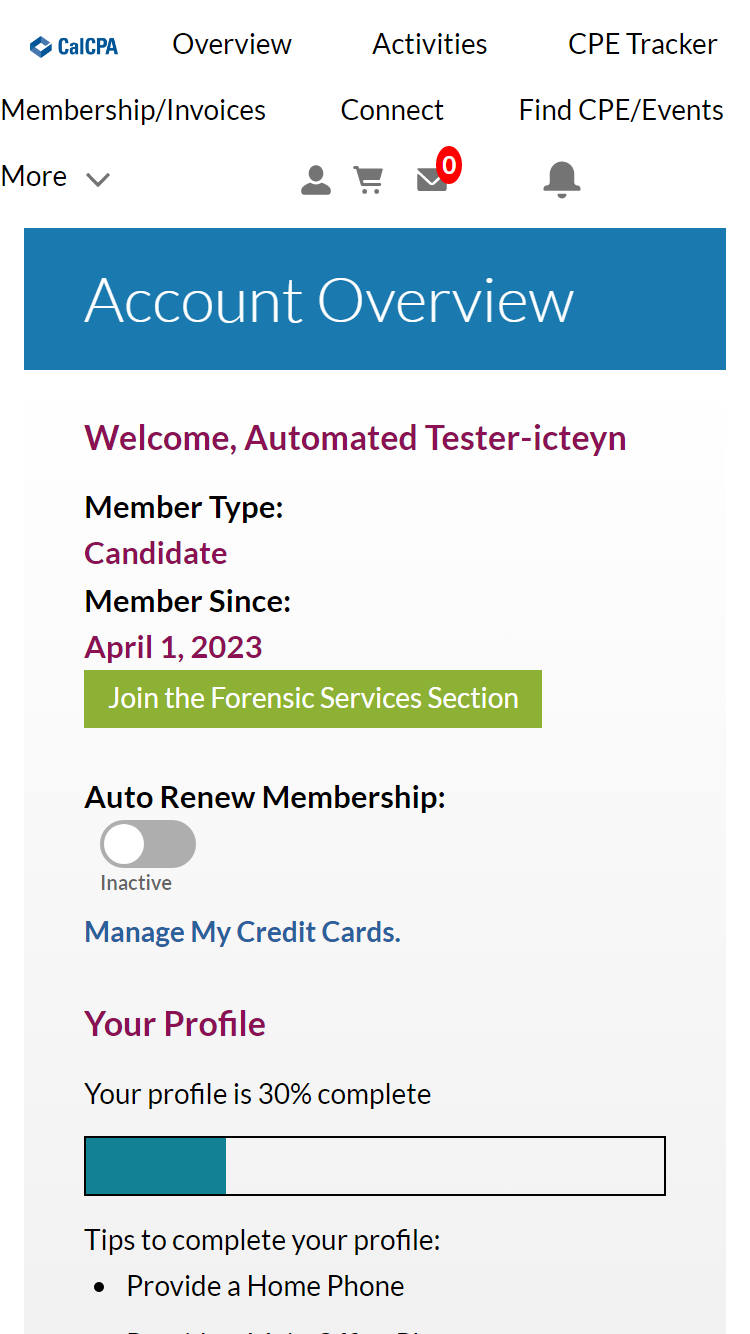 CalCPA Overview Activities CPE Tracker
Membership/Invoices Connect Find CPE/Events
More 0
Account Overview
Welcome, Automated Tester-icteyn
Member Type:
Candidate
Member Since:
April 1, 2023
Join the Forensic Services Section
Auto Renew Membership:
Inactive
Manage My Credit Cards.
Your Profile
Your profile is 30% complete
Tips to complete your profile:
• Provide a Home Phone